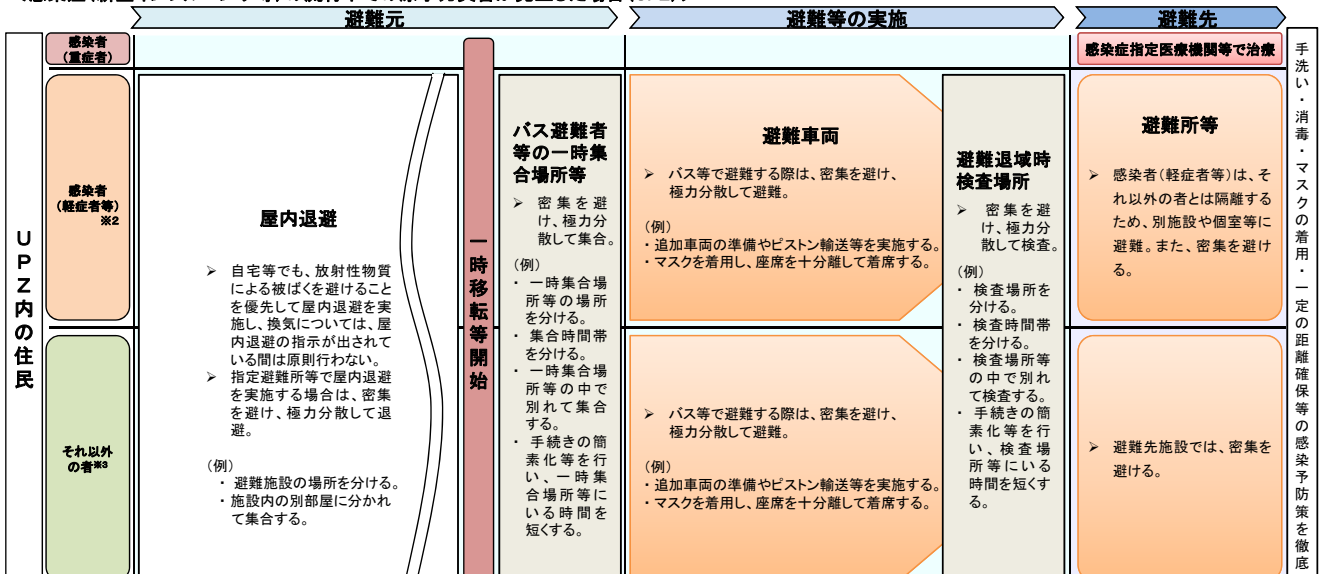 避難元
避難等の実施
避難先
UPZ内の住民
感染者
(重症者)
感染者
(軽症者等)
※2
それ以外
の者※3
屋内退避
➢ 自宅等でも、放射性物質
による被ばくを避けること
を優先して屋内退避を実
施し、換気については、屋
内退避の指示が出されて
いる間は原則行わない。
➢ 指定避難所等で屋内退避
を実施する場合は、密集
を避け、極力分散して退
避。
(例)
・ 避難施設の場所を分ける。
・ 施設内の別部屋に分かれ
て集合する。
一時移転等開始
バス避難者
等の一時集
合場所等
➢ 密集を避
け、極力分
散して集合。
(例)
・ 一時集合場
所等の場所
を分ける。
・ 集合時間帯
を分ける。
・ 一時集合場
所等の中で
別れて集合
する。
・ 手続きの簡
素化等を行
い、一時集
合場所等に
いる時間を
短くする。
避難車両
➢ バス等で避難する際は、密集を避け、
極力分散して避難。
(例)
・追加車両の準備やピストン輸送等を実施する。
・マスクを着用し、座席を十分離して着席する。
➢ バス等で避難する際は、密集を避け、
極力分散して避難。
(例)
・追加車両の準備やピストン輸送等を実施する。
・マスクを着用し、座席を十分離して着席する。
避難退域時
検査場所
➢ 密集を避
け、極力分
散して検査。
(例)
・ 検査場所を
分ける。
・ 検査時間帯
を分ける。
・ 検査場所等
の中で別れ
て検査する。
・ 手続きの簡
素化等を行
い、検査場
所等にいる
時間を短くす
る。
感染症指定医療機関等で治療
避難所等
➢ 感染者(軽症者等)は、そ
れ以外の者とは隔離する
ため、別施設や個室等に
避難。また、密集を避け
る。
➢ 避難先施設では、密集を
避ける。
手洗い・消毒・マスクの着用・一定の距離確保等の感染予防策を徹底